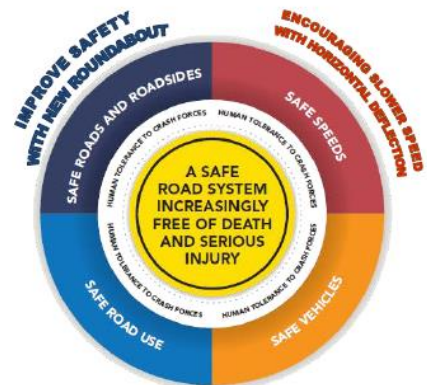 IMPROVE SAFETY
WITH NEW ROUNDABOUT
ENCOURAGING SLOWER SPEED
WITH HORIZONTAL DEFLECTION
SAFE ROADS AND ROADSIDES
SAFE SPEEDS
HUMAN TOLERANCE TO CRASH FORCES
HUMAN TOLERANCE TO CRASH FORCES
A SAFE
ROAD SYSTEM
INCREASINGLY
FREE OF DEATH
AND SERIOUS
INJURY
HUMAN TOLERANCE TO CRASH FORCES
HUMAN TOLERANCE TO CRASH FORCES
SAFE ROAD USE
SAFE VEHICLES